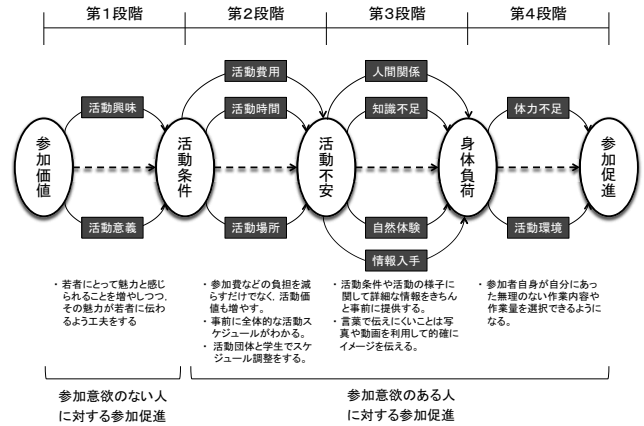 第1段階
第2段階
第3段階
第4段階
活動費用
人間関係
活動興味
活動時間
知識不足
体力不足
参加価値
活動条件
活動不安
身体負荷
参加促進
活動意義
活動場所
自然体験
活動環境
情報入手
・若者にとって魅力と感じ
られることを増やしつつ、
その魅力が若者に伝わ
るよう工夫をする
・参加費などの負担を減
らすだけでなく、活動価
値も増やす。
・事前に全体的な活動ス
ケジュールがわかる。
・活動団体と学生でスケ
ジュール調整をする。
・活動条件や活動の様子に
関して詳細な情報をきちん
と事前に提供する。
・言葉で伝えにくいことは写
真や動画を利用して的確に
イメージを伝える。
・参加者自身が自分にあっ
た無理のない作業内容や
作業量を選択できるように
なる。
参加意欲のない人
に対する参加促進
参加意欲のある人
に対する参加促進